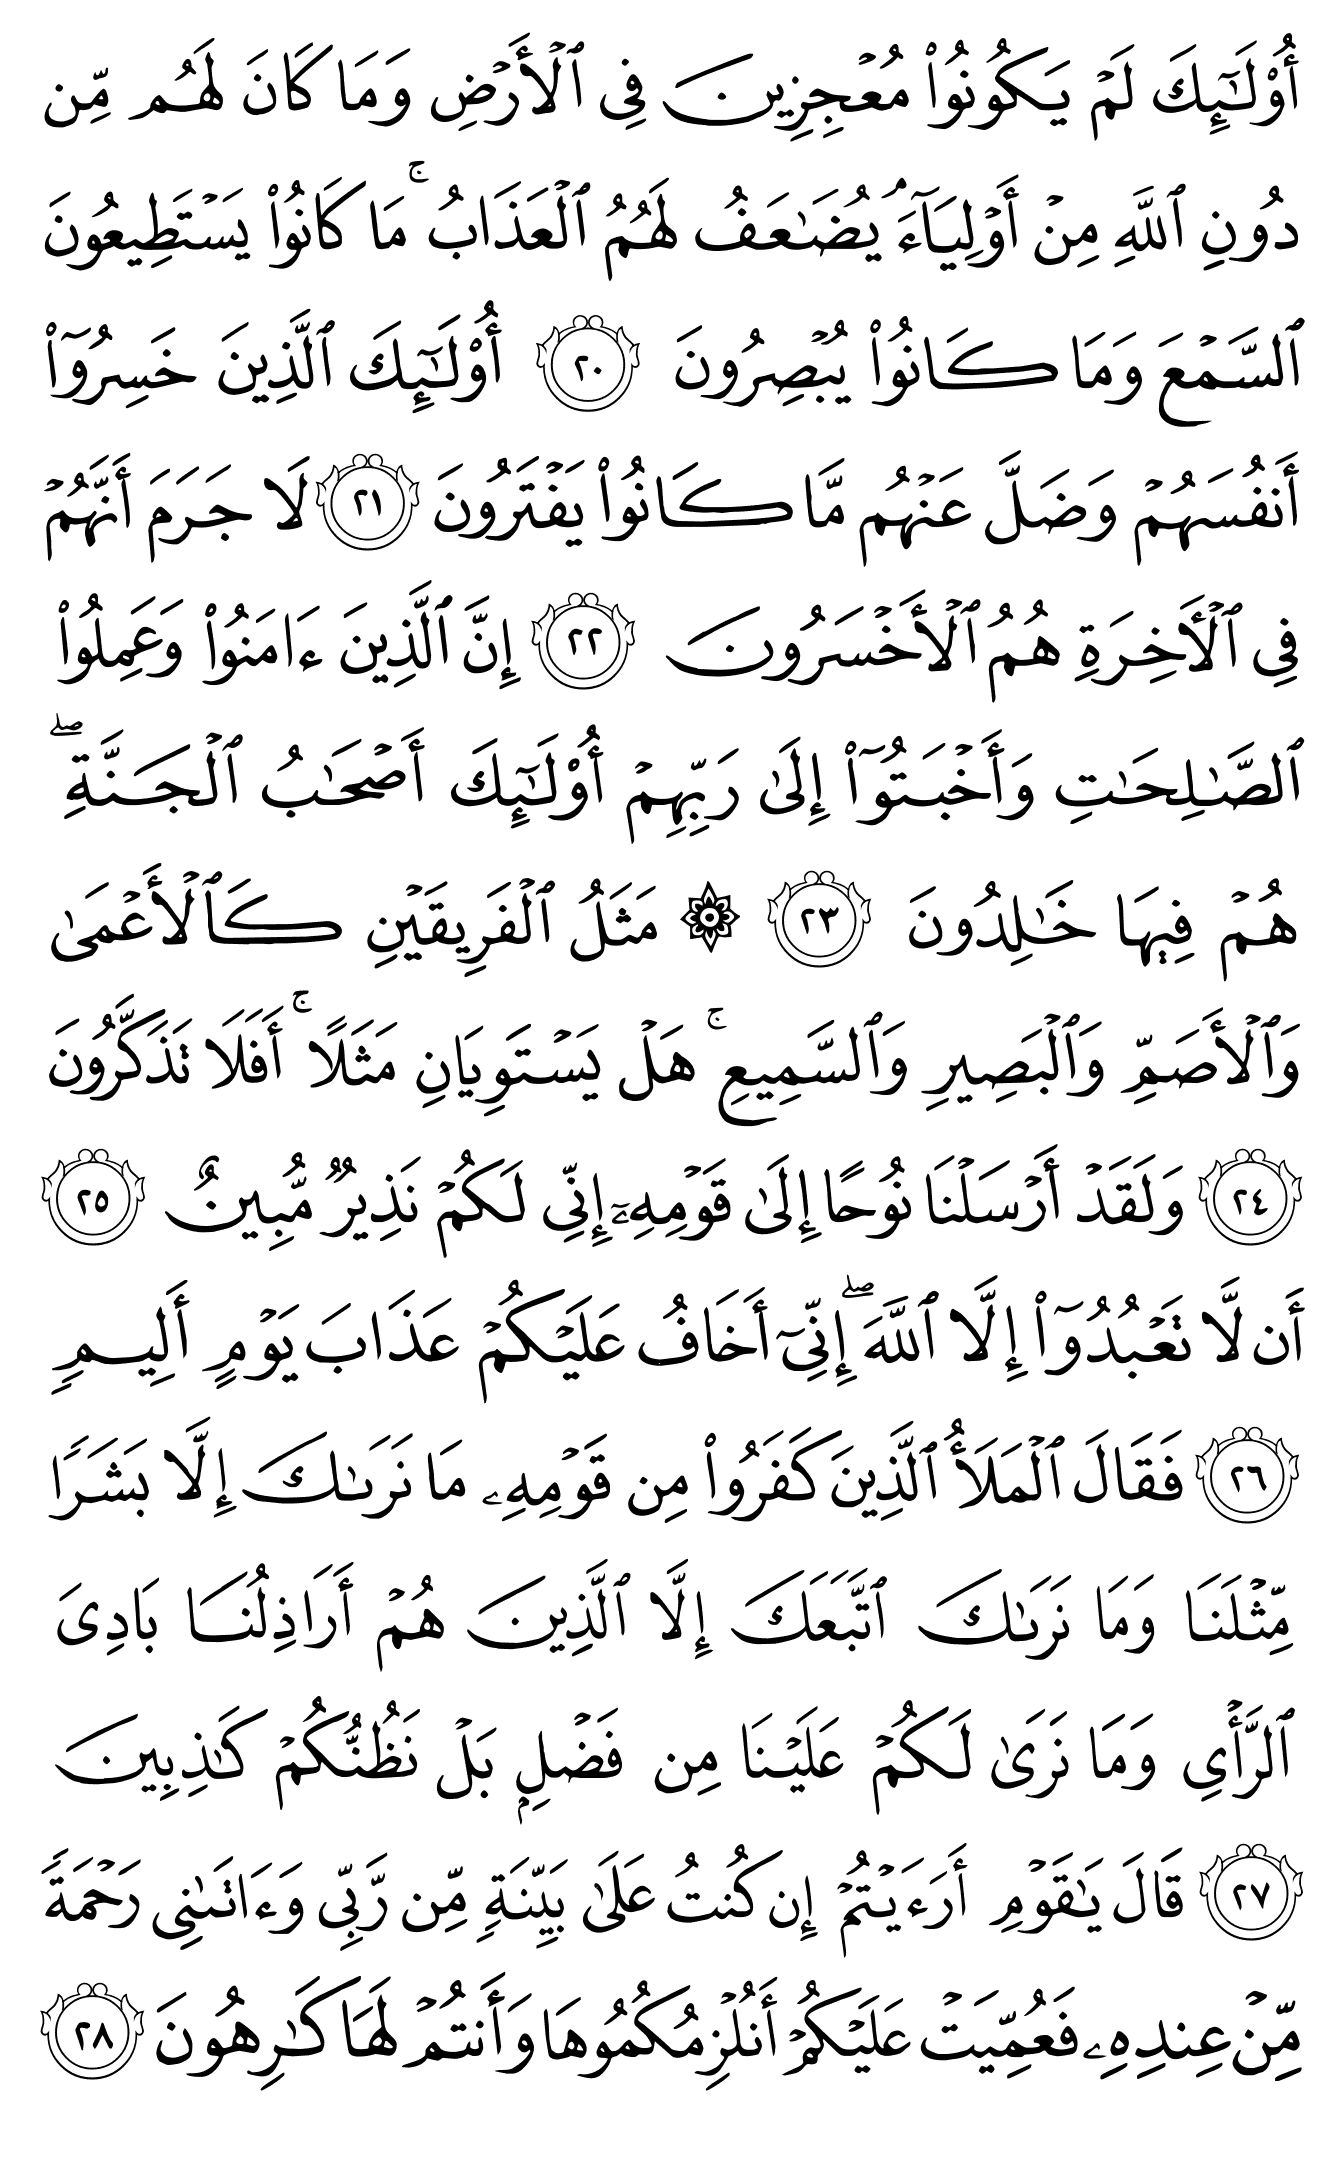 أُوْلَـٰٓئِكَ لَمۡ يَكُونُواْ مُعۡجِزِينَ فِي ٱلۡأَرۡضِ وَمَا كَانَ لَهُم مِّن
دُونِ ٱللَّهِ مِنۡ أَوۡلِيَآءَۘ يُضَٰعَفُ لَهُمُ ٱلۡعَذَابُۚ مَا كَانُواْ يَسۡتَطِيعُونَ
ٱلسَّمۡعَ وَمَا كَانُواْ يُبۡصِرُونَ ٢٠ أُوْلَـٰٓئِكَ ٱلَّذِينَ خَسِرُوٓاْ
أَنفُسَهُمۡ وَضَلَّ عَنۡهُم مَّا كَانُواْ يَفۡتَرُونَ ٢١ لَا جَرَمَ أَنَّهُمۡ
فِي ٱلۡأٓخِرَةِ هُمُ ٱلۡأَخۡسَرُونَ ٢٢ إِنَّ ٱلَّذِينَ ءَامَنُواْ وَعَمِلُواْ
ٱلصَّـٰلِحَٰتِ وَأَخۡبَتُوٓاْ إِلَىٰ رَبِّهِمۡ أُوْلَـٰٓئِكَ أَصۡحَٰبُ ٱلۡجَنَّةِۖ
هُمۡ فِيهَا خَٰلِدُونَ ٢٣ ۞ مَثَلُ ٱلۡفَرِيقَيۡنِ كَٱلۡأَعۡمَىٰ
وَٱلۡأَصَمِّ وَٱلۡبَصِيرِ وَٱلسَّمِيعِۚ هَلۡ يَسۡتَوِيَانِ مَثَلًاۚ أَفَلَا تَذَكَّرُونَ
٢٤ وَلَقَدۡ أَرۡسَلۡنَا نُوحًا إِلَىٰ قَوۡمِهِۦٓ إِنِّي لَكُمۡ نَذِيرٞ مُّبِينٌ ٢٥
أَن لَّا تَعۡبُدُوٓاْ إِلَّا ٱللَّهَۖ إِنِّيٓ أَخَافُ عَلَيۡكُمۡ عَذَابَ يَوۡمٍ أَلِيمٖ
٢٦ فَقَالَ ٱلۡمَلَأُ ٱلَّذِينَ كَفَرُواْ مِن قَوۡمِهِۦ مَا نَرَىٰكَ إِلَّا بَشَرٗا
مِّثۡلَنَا وَمَا نَرَىٰكَ ٱتَّبَعَكَ إِلَّا ٱلَّذِينَ هُمۡ أَرَاذِلُنَا بَادِيَ
ٱلرَّأۡيِ وَمَا نَرَىٰ لَكُمۡ عَلَيۡنَا مِن فَضۡلِۭ بَلۡ نَظُنُّكُمۡ كَٰذِبِينَ
٢٧ قَالَ يَٰقَوۡمِ أَرَءَيۡتُمۡ إِن كُنتُ عَلَىٰ بَيِّنَةٖ مِّن رَّبِّي وَءَاتَىٰنِي رَحۡمَةٗ
مِّنۡ عِندِهِۦ فَعُمِّيَتۡ عَلَيۡكُمۡ أَنُلۡزِمُكُمُوهَا وَأَنتُمۡ لَهَا كَٰرِهُونَ ٢٨